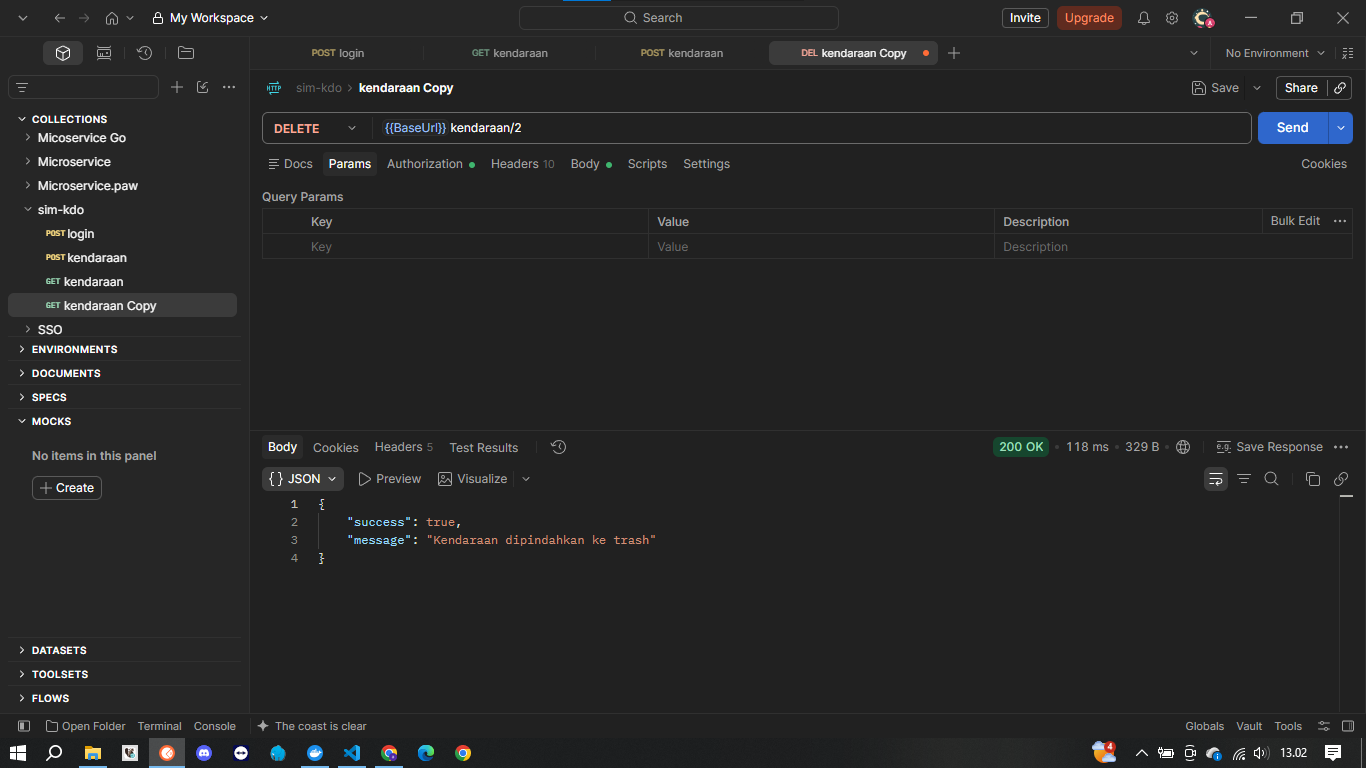 My Workspace
Search
Invite
Upgrade
POST login
GET kendaraan
POST kendaraan
DEL kendaraan Copy
No Environment
HTTP
sim-kdo > kendaraan Copy
Save
Share
COLLECTIONS
Micoservice Go
Microservice
Microservice.paw
sim-kdo
POST login
POST kendaraan
GET kendaraan
GET kendaraan Copy
SSO
ENVIRONMENTS
DOCUMENTS
SPECS
MOCKS
No items in this panel
Create
DATASETS
TOOLSETS
FLOWS
DELETE
{{BaseUrl}} kendaraan/2
Send
Docs
Params
Authorization
Headers 10
Body
Scripts
Settings
Cookies
Query Params
Key Value Description Bulk Edit
Key Value Description
Body
Cookies
Headers 5
Test Results
200 OK
118 ms
329 B
e.g. Save Response
{} JSON
Preview
Visualize
1 {
2 "success": true,
3 "message": "Kendaraan dipindahkan ke trash"
4 }
Open Folder
Terminal
Console
The coast is clear
Globals
Vault
Tools
4
13.02